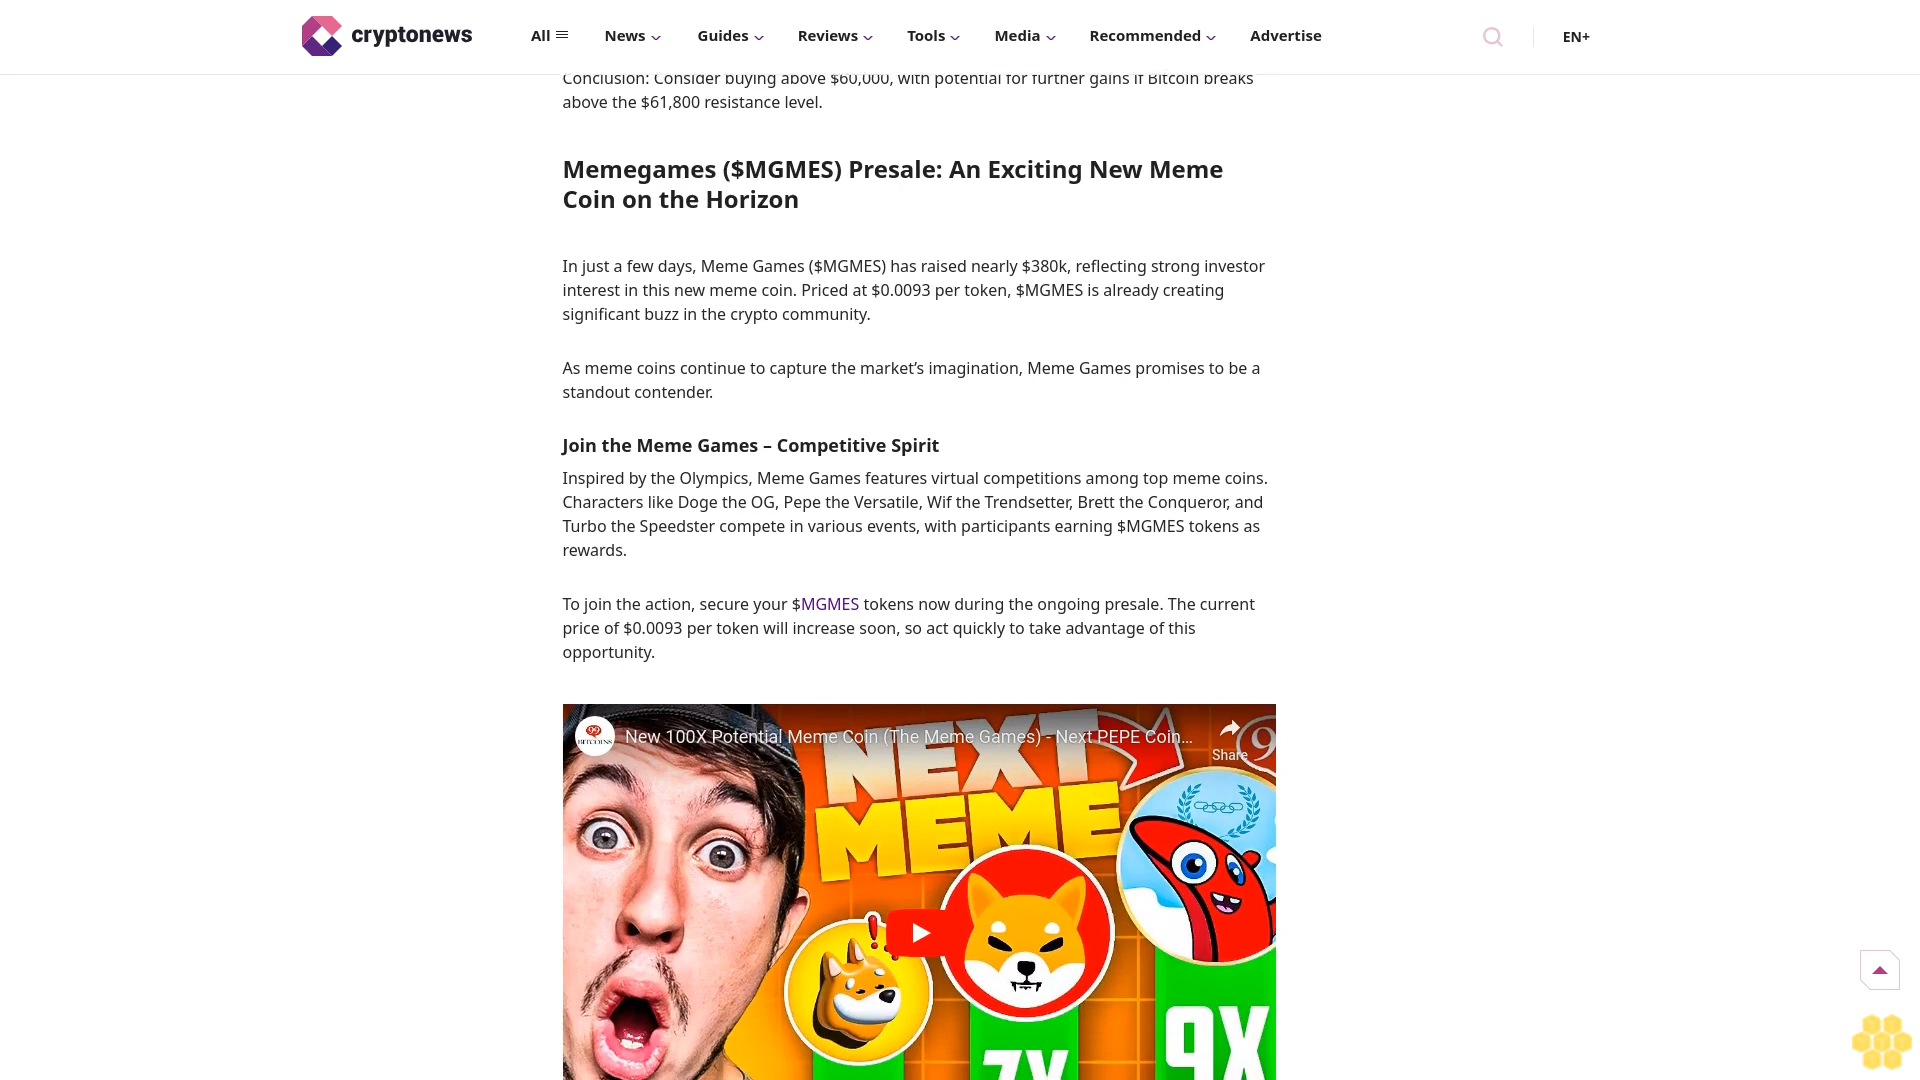 cryptonews
All
News
Guides
Reviews
Tools
Media
Recommended
Advertise
EN+
Conclusion: Consider buying above $60,000, with potential for further gains if Bitcoin breaks
above the $61,800 resistance level.
Memegames ($MGMES) Presale: An Exciting New Meme
Coin on the Horizon
In just a few days, Meme Games ($MGMES) has raised nearly $380k, reflecting strong investor
interest in this new meme coin. Priced at $0.0093 per token, $MGMES is already creating
significant buzz in the crypto community.
As meme coins continue to capture the market’s imagination, Meme Games promises to be a
standout contender.
Join the Meme Games – Competitive Spirit
Inspired by the Olympics, Meme Games features virtual competitions among top meme coins.
Characters like Doge the OG, Pepe the Versatile, Wif the Trendsetter, Brett the Conqueror, and
Turbo the Speedster compete in various events, with participants earning $MGMES tokens as
rewards.
To join the action, secure your $MGMES tokens now during the ongoing presale. The current
price of $0.0093 per token will increase soon, so act quickly to take advantage of this
opportunity.
99
BITCOINS
New 100X Potential Meme Coin (The Meme Games) - Next PEPE Coin...
Share
99
NEXT
MEME
7X
9X